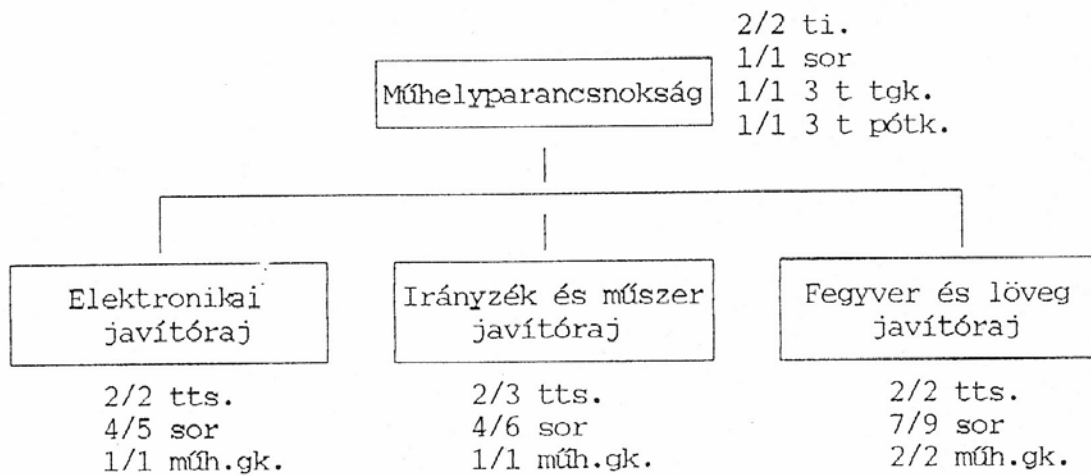 2/2 ti.
1/1 sor
1/1 3 t tgk.
1/1 3 t pótk.
Műhelyparancsnokság
Elektronikai
javítóraj
2/2 tts.
4/5 sor
1/1 műh.gk.
Irányzék és műszer
javítóraj
2/3 tts.
4/6 sor
1/1 műh.gk.
Fegyver és löveg
javítóraj
2/2 tts.
7/9 sor
2/2 műh.gk.